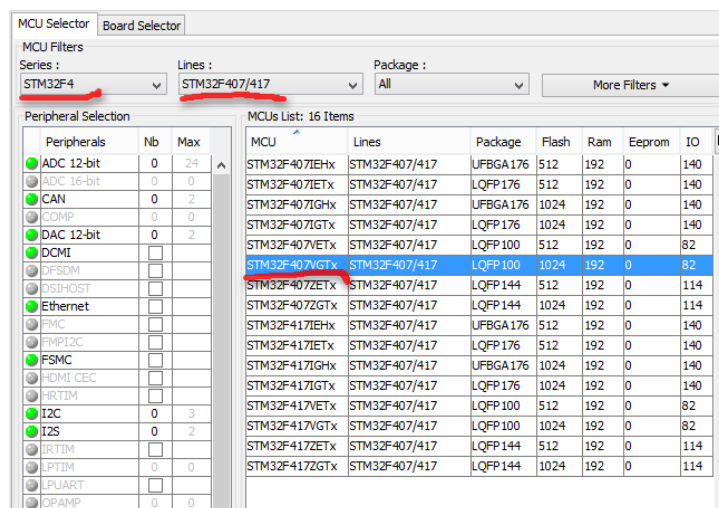 MCU Selector Board Selector
MCU Filters
Series : Lines : Package :
STM32F4 STM32F407/417 All More Filters
Peripheral Selection MCUs List: 16 Items
Peripherals Nb Max MCU Lines Package Flash Ram Eeprom IO
ADC 12-bit 0 24 STM32F407IEHx STM32F407/417 UFBGA176 512 192 0 140
ADC 16-bit 0 0 STM32F407IETx STM32F407/417 LQFP176 512 192 0 140
CAN 0 2 STM32F407IGHx STM32F407/417 UFBGA176 1024 192 0 140
COMP 0 0 STM32F407IGTx STM32F407/417 LQFP176 1024 192 0 140
DAC 12-bit 0 2 STM32F407VETx STM32F407/417 LQFP100 512 192 0 82
DCMI STM32F407VGTx STM32F407/417 LQFP100 1024 192 0 82
DFSDM STM32F407ZETx STM32F407/417 LQFP144 512 192 0 114
DSIHOST STM32F407ZGTx STM32F407/417 LQFP144 1024 192 0 114
Ethernet STM32F417IEHx STM32F407/417 UFBGA176 512 192 0 140
FMC STM32F417IETx STM32F407/417 LQFP176 512 192 0 140
FMPI2C STM32F417IGHx STM32F407/417 UFBGA176 1024 192 0 140
FSMC STM32F417IGTx STM32F407/417 LQFP176 1024 192 0 140
HDMI CEC STM32F417VETx STM32F407/417 LQFP100 512 192 0 82
HRTIM STM32F417VGTx STM32F407/417 LQFP100 1024 192 0 82
I2C 0 3 STM32F417ZETx STM32F407/417 LQFP144 512 192 0 114
I2S 0 2 STM32F417ZGTx STM32F407/417 LQFP144 1024 192 0 114
IRTIM
LPTIM 0 0
LPUART
OPAMP 0 0